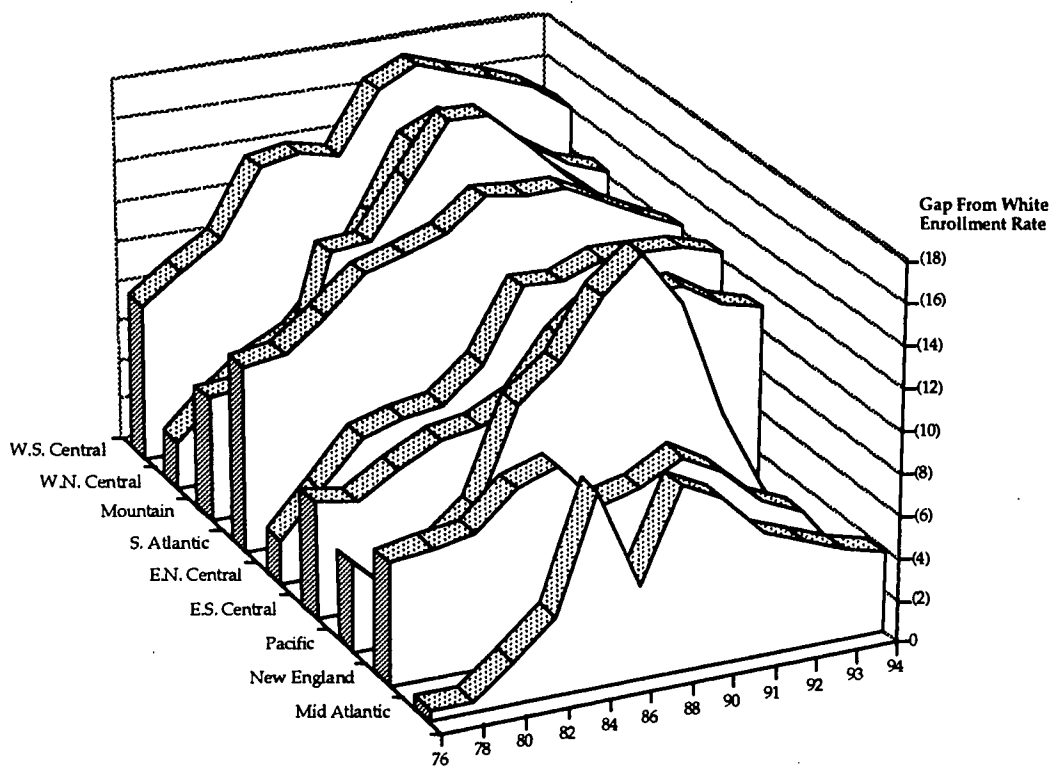 Gap From White
Enrollment Rate
(18)
(16)
(14)
(12)
(10)
(8)
(6)
(4)
(2)
0
W.S. Central
W.N. Central
Mountain
S. Atlantic
E.N. Central
E.S. Central
Pacific
New England
Mid Atlantic
76
78
80
82
84
86
88
90
91
92
93
94